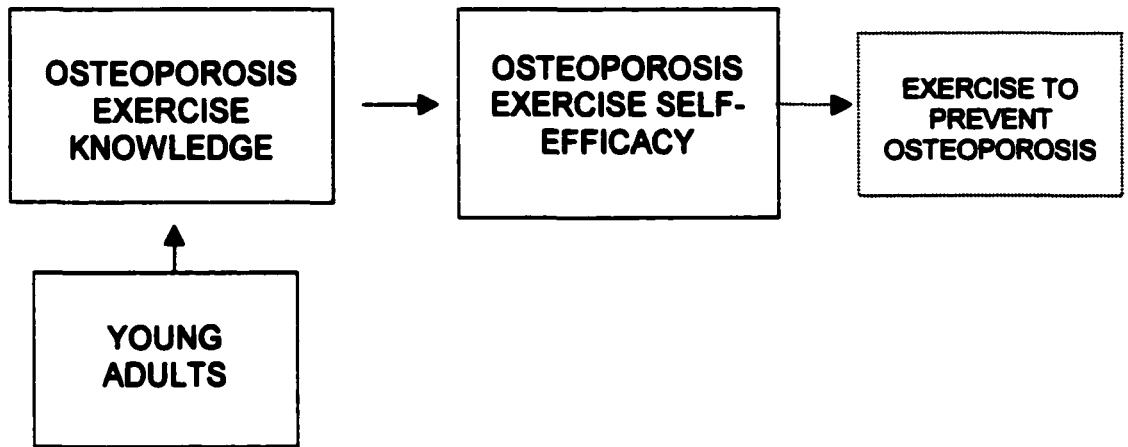 OSTEOPOROSIS
EXERCISE
KNOWLEDGE
OSTEOPOROSIS
EXERCISE SELF-
EFFICACY
EXERCISE TO
PREVENT
OSTEOPOROSIS
YOUNG
ADULTS